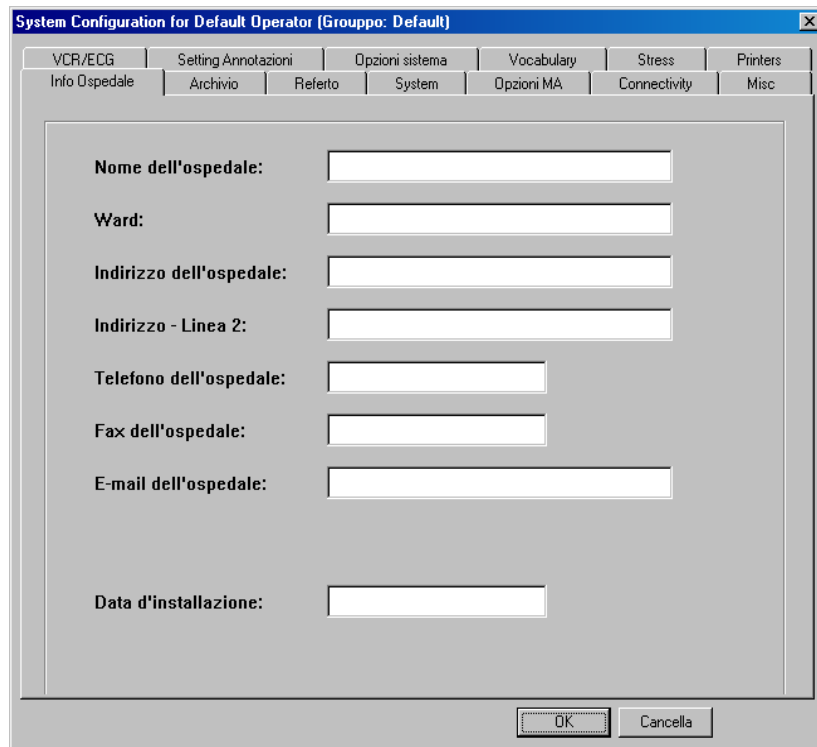 System Configuration for Default Operator (Grouppo: Default)
VCR/ECG Setting Annotazioni Opzioni sistema Vocabulary Stress Printers
Info Ospedale Archivio Referto System Opzioni MA Connectivity Misc
Nome dell'ospedale:
Ward:
Indirizzo dell'ospedale:
Indirizzo - Linea 2:
Telefono dell'ospedale:
Fax dell'ospedale:
E-mail dell'ospedale:
Data d'installazione:
OK Cancella